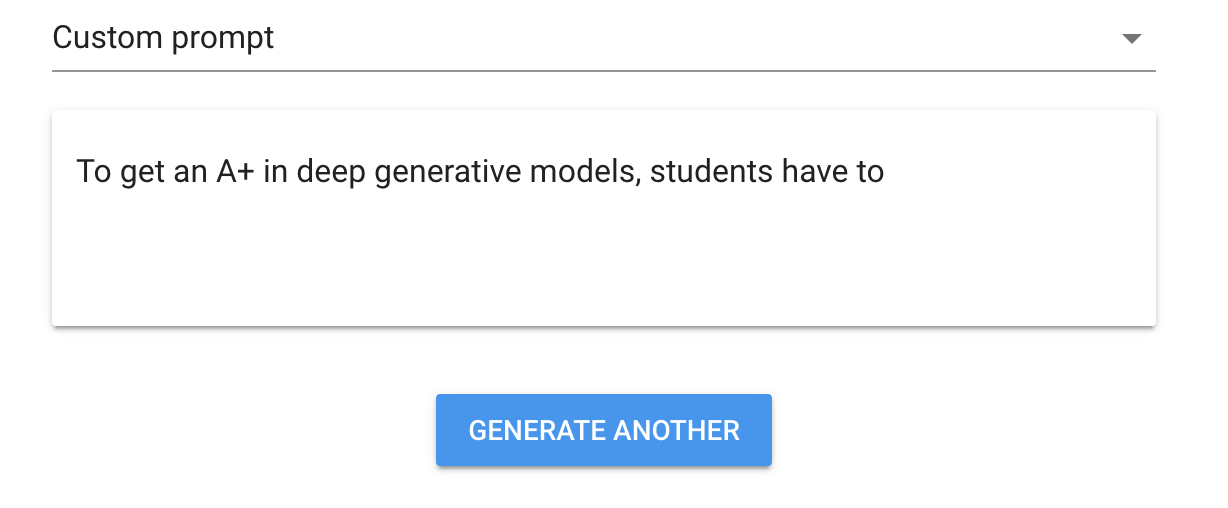 Custom prompt
To get an A+ in deep generative models, students have to
GENERATE ANOTHER